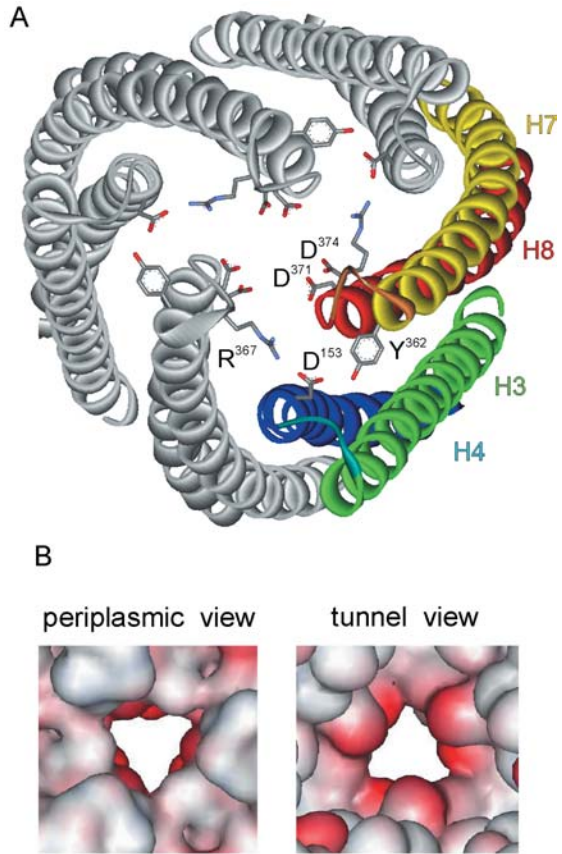 A
H7
H8
D374
D371
R367
D153
Y362
H3
H4
B
periplasmic view
tunnel view